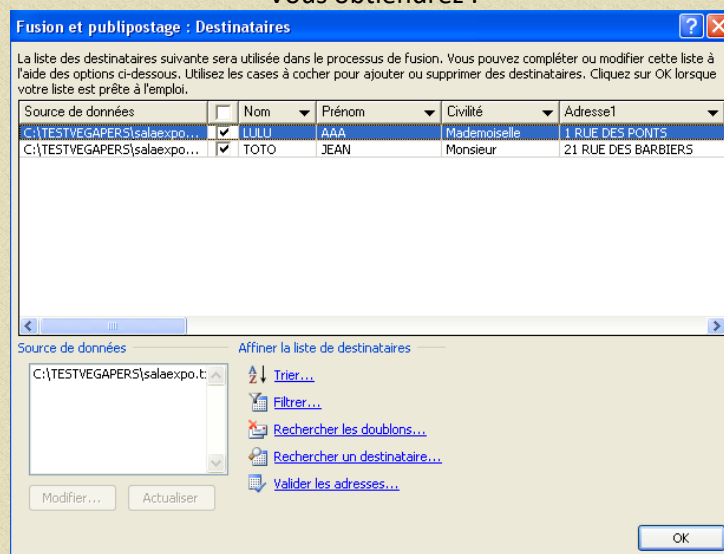 Vous obtiendrez :
Fusion et publipostage : Destinataires
La liste des destinataires suivante sera utilisée dans le processus de fusion. Vous pouvez compléter ou modifier cette liste à
l'aide des options ci-dessous. Utilisez les cases à cocher pour ajouter ou supprimer des destinataires. Cliquez sur OK lorsque
votre liste est prête à l'emploi.
Source de données Nom Prénom Civilité Adresse1
C:\TESTVEGAPERS\salaexpo... LULU AAA Mademoiselle 1 RUE DES PONTS
C:\TESTVEGAPERS\salaexpo... TOTO JEAN Monsieur 21 RUE DES BARBIERS
Source de données
C:\TESTVEGAPERS\salaexpo.t
Modifier... Actualiser
Affiner la liste de destinataires
Trier...
Filtrer...
Rechercher les doublons...
Rechercher un destinataire...
Valider les adresses...
OK